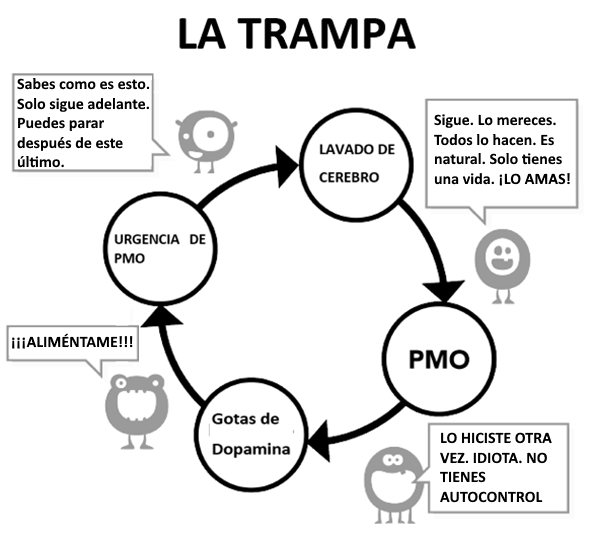 LA TRAMPA
Sabes como es esto.
Solo sigue adelante.
Puedes parar
después de este
último.
LAVADO DE
CEREBRO
Sigue. Lo mereces.
Todos lo hacen. Es
natural. Solo tienes
una vida. ¡LO AMAS!
URGENCIA DE
PMO
PMO
¡¡¡ALIMÉNTAME!!!
Gotas de
Dopamina
LO HICISTE OTRA
VEZ. IDIOTA. NO
TIENES
AUTOCONTROL